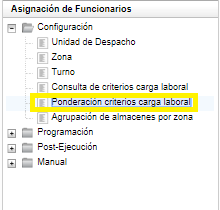 Asignación de Funcionarios
Configuración
Unidad de Despacho
Zona
Turno
Consulta de criterios carga laboral
Ponderación criterios carga laboral
Agrupación de almacenes por zona
Programación
Post-Ejecución
Manual